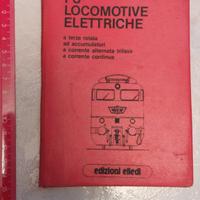 LOCOMOTIVE
ELETTRICHE
a terza rotaia
ad accumulatori
a corrente alternata trifase
a corrente continua
edizioni elledi